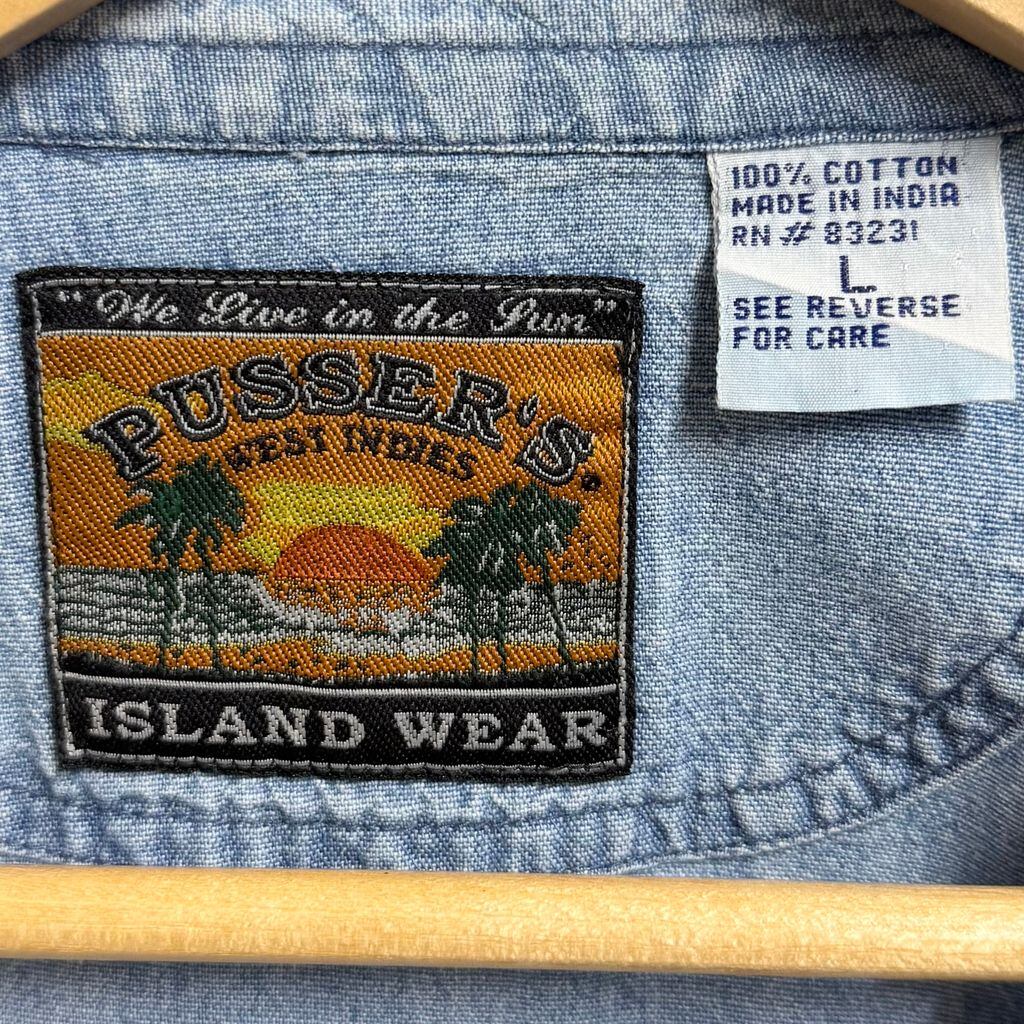 "We Live in the Sun"
PUSSER'S.
WEST INDIES
ISLAND WEAR
100% COTTON
MADE IN INDIA
RN # 83231
L
SEE REVERSE
FOR CARE